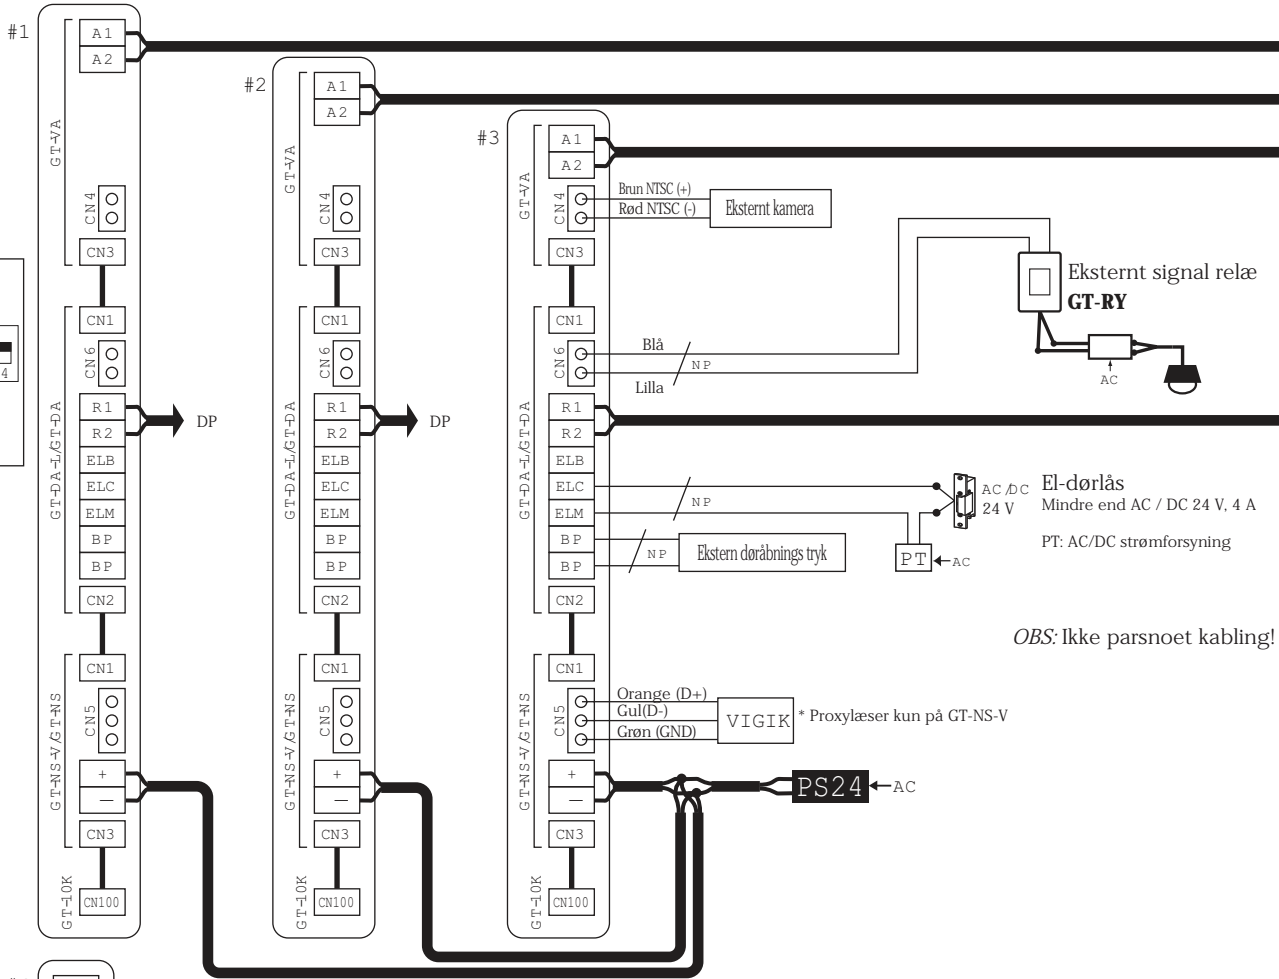 #1
A1
A2
GT-VA
CN4
CN3
CN1
CN6
GT-DA-L/GT-DA
R1
R2
DP
ELB
ELC
ELM
BP
BP
CN2
CN1
GT-NS-V/GT-NS
CN5
+
—
CN3
GT-10K
CN100
4
#2
A1
A2
GT-VA
CN4
CN3
CN1
CN6
GT-DA-L/GT-DA
R1
R2
DP
ELB
ELC
ELM
BP
BP
CN2
CN1
GT-NS-V/GT-NS
CN5
+
—
CN3
GT-10K
CN100
#3
A1
A2
GT-VA
CN4
Brun NTSC (+)
Rød NTSC (-)
Eksternt kamera
CN3
CN1
CN6
Blå
Lilla
NP
Eksternt signal relæ
GT-RY
AC
GT-DA-L/GT-DA
R1
R2
ELB
ELC
ELM
NP
AC/DC
24 V
El-dørlås
Mindre end AC / DC 24 V, 4 A
PT: AC/DC strømforsyning
BP
BP
NP
Ekstern døråbnings tryk
PT
AC
CN2
OBS: Ikke parsnoet kabling!
CN1
GT-NS-V/GT-NS
CN5
Orange (D+)
Gul(D-)
Grøn (GND)
VIGIK
* Proxylæser kun på GT-NS-V
+
—
PS24
AC
CN3
GT-10K
CN100